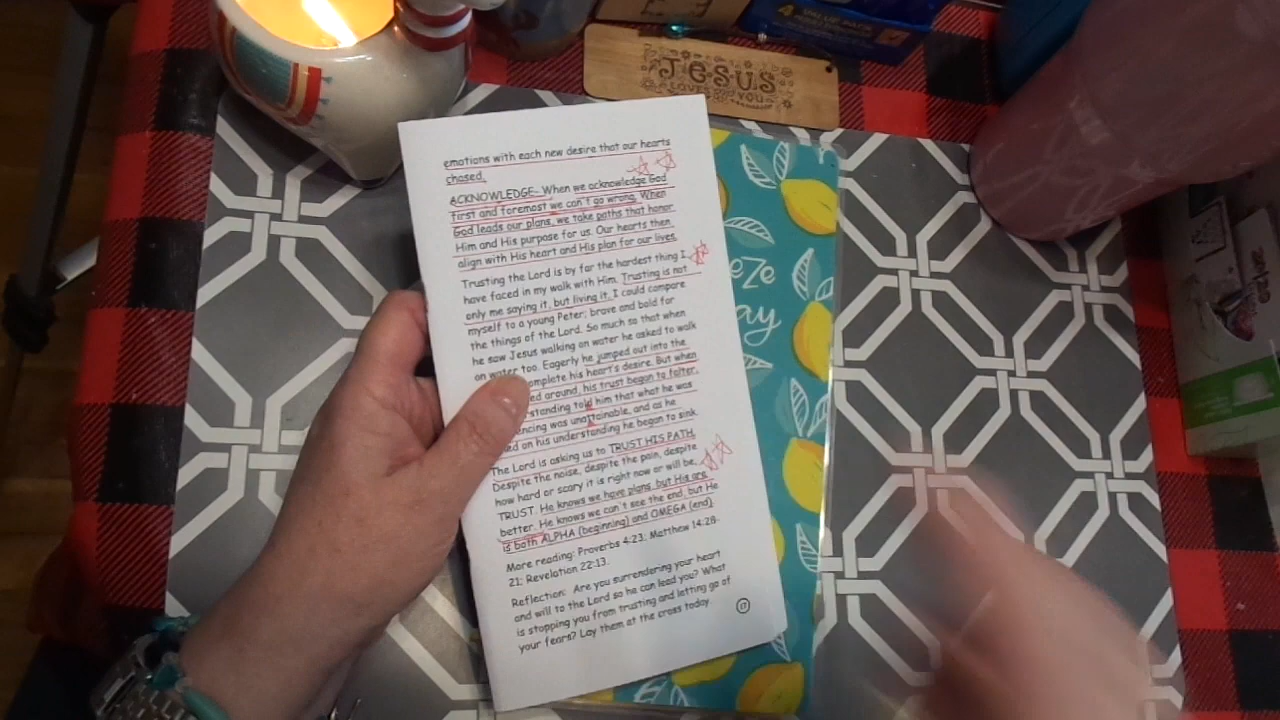 JESUS
LOVES YOU
4 VALUE PACK
eze
ay
emotions with each new desire that our hearts
chased.
ACKNOWLEDGE- When we acknowledge God
first and foremost we can't go wrong. When
God leads our plans, we take paths that honor
Him and His purpose for us. Our hearts then
align with His heart and His plan for our lives.
Trusting the Lord is by far the hardest thing I
have faced in my walk with Him. Trusting is not
only me saying it, but living it. I could compare
myself to a young Peter; brave and bold for
the things of the Lord. So much so that when
he saw Jesus walking on water he asked to walk
on water too. Eagerly he jumped out into the
omplete his heart's desire. But when
ed around, his trust began to falter.
standing told him that what he was
encing was unattainable, and as he
ed on his understanding he began to sink.
The Lord is asking us to TRUST HIS PATH.
Despite the noise, despite the pain, despite
how hard or scary it is right now or will be,
TRUST. He knows we have plans, but His are
better. He knows we can't see the end, but He
is both ALPHA (beginning) and OMEGA (end).
More reading: Proverbs 4:23; Matthew 14:28-
21; Revelation 22:13.
Reflection: Are you surrendering your heart
and will to the Lord so he can lead you? What
is stopping you from trusting and letting go of
your fears? Lay them at the cross today.
17